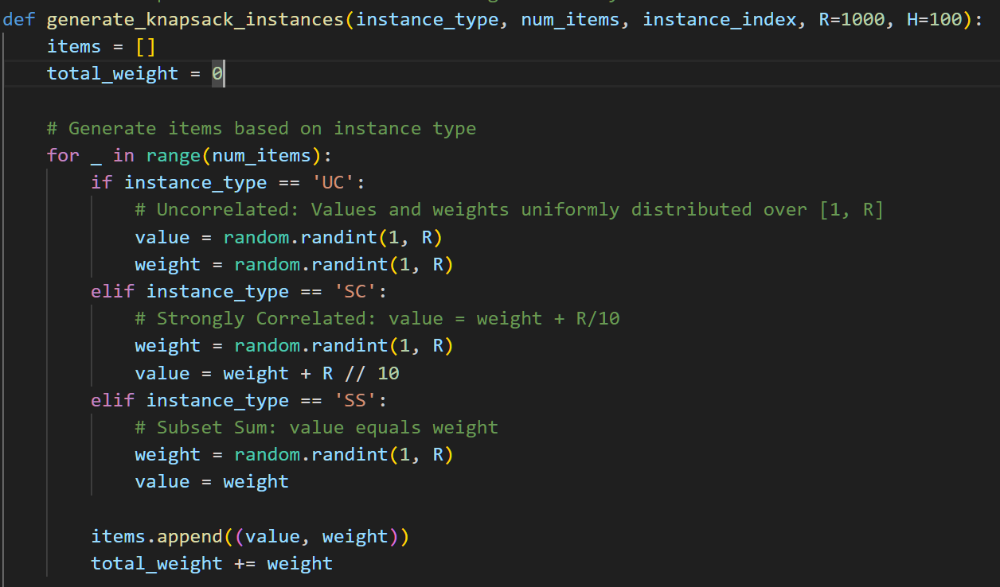 def generate_knapsack_instances(instance_type, num_items, instance_index, R=1000, H=100):
    items = []
    total_weight = 0

    # Generate items based on instance type
    for _ in range(num_items):
        if instance_type == 'UC':
            # Uncorrelated: Values and weights uniformly distributed over [1, R]
            value = random.randint(1, R)
            weight = random.randint(1, R)
        elif instance_type == 'SC':
            # Strongly Correlated: value = weight + R/10
            weight = random.randint(1, R)
            value = weight + R // 10
        elif instance_type == 'SS':
            # Subset Sum: value equals weight
            weight = random.randint(1, R)
            value = weight

        items.append((value, weight))
        total_weight += weight